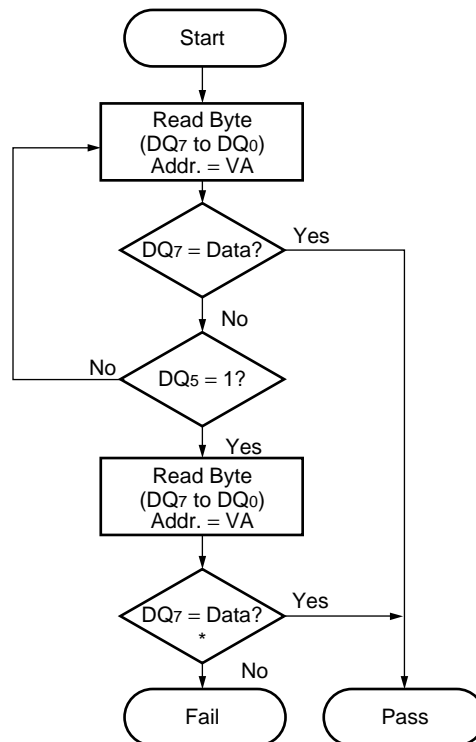 Start
Read Byte
(DQ7 to DQ0)
Addr. = VA
DQ7 = Data?
Yes
No
No
DQ5 = 1?
Yes
Read Byte
(DQ7 to DQ0)
Addr. = VA
DQ7 = Data?
*
Yes
No
Fail
Pass